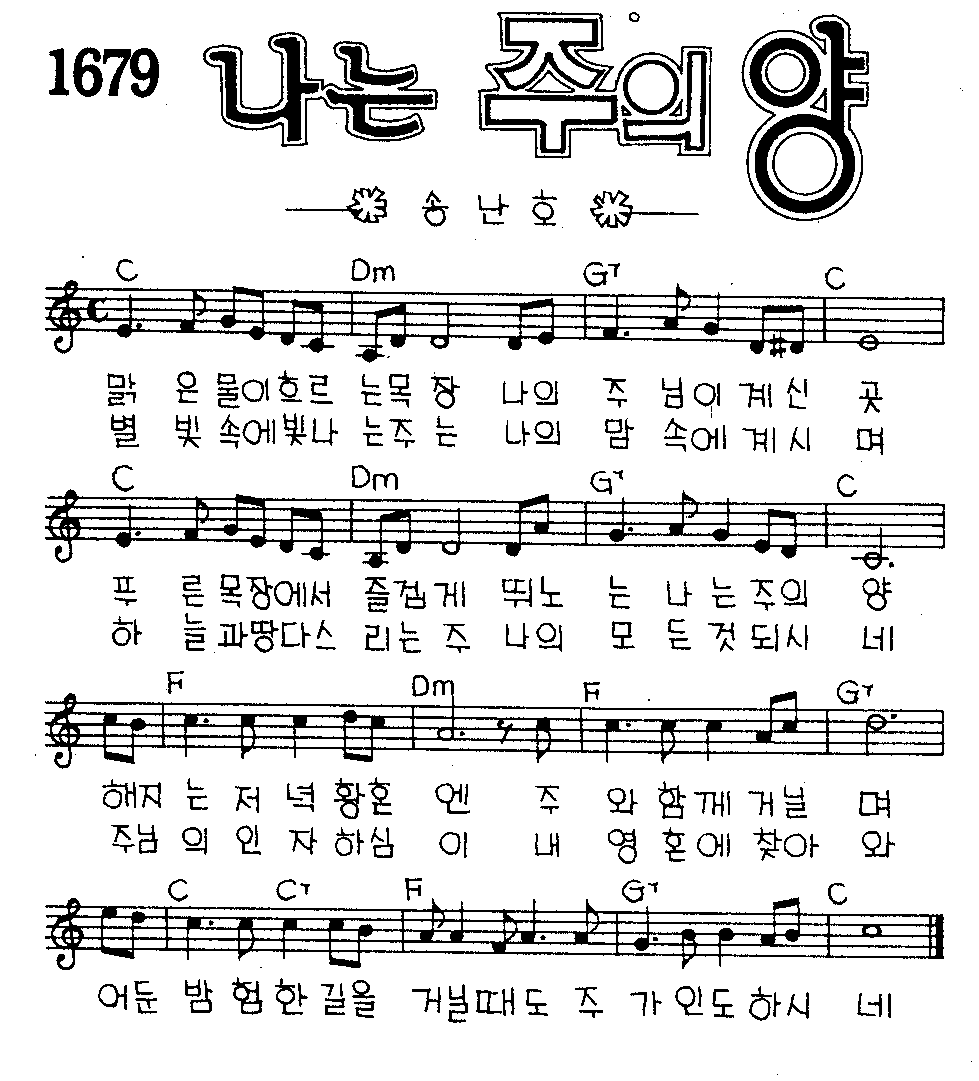 1679 나는 주의 양
송 난 호
C Dm G7 C
맑 은 물이흐르 는목 장 나의 주 님이 계 신 곳
별 빛 속에빛나 는주 는 나의 맘 속에 계 시 며
C Dm G7 C
푸 른 목장에서 즐겁 게 뛰노 는 나 는 주의 양
하 늘 과땅다스 리는 주 나의 모 든 것 되시 네
F Dm F G7
해지 는 저 녁 황혼 엔 주 와 함 께 거닐 며
주님 의 인 자 하심 이 내 영 혼에 찾아 와
C C7 F G7 C
어둔 밤 험 한 길을 거닐때도 주 가 인도 하시 네